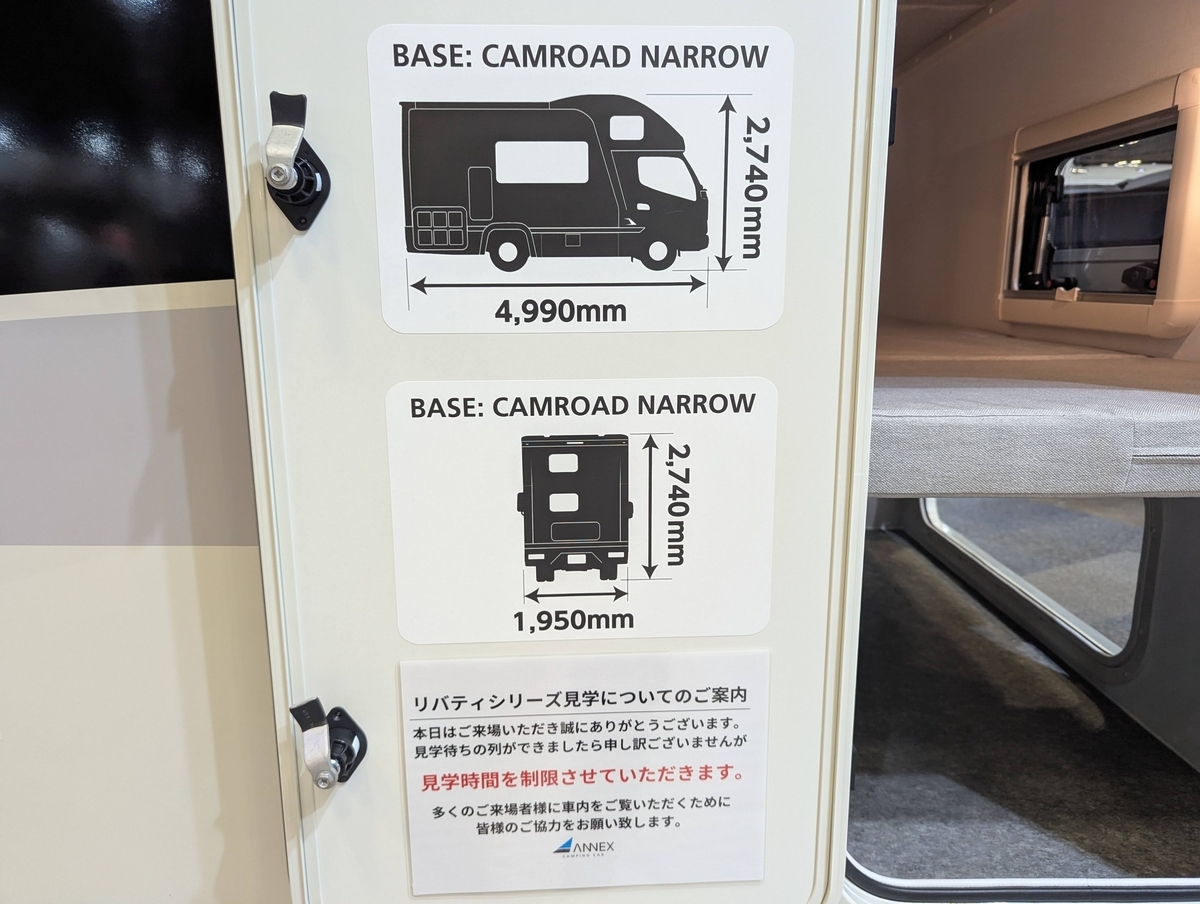 BASE: CAMROAD NARROW
2,740mm
4,990mm
BASE: CAMROAD NARROW
2,740mm
1,950mm
リバティシリーズ見学についてのご案内
本日はご来場いただき誠にありがとうございます。
見学待ちの列ができましたら申し訳ございませんが
見学時間を制限させていただきます。
多くのご来場者様に車内をご覧いただくために
皆様のご協力をお願い致します。
ANNEX
CAMPING CAR